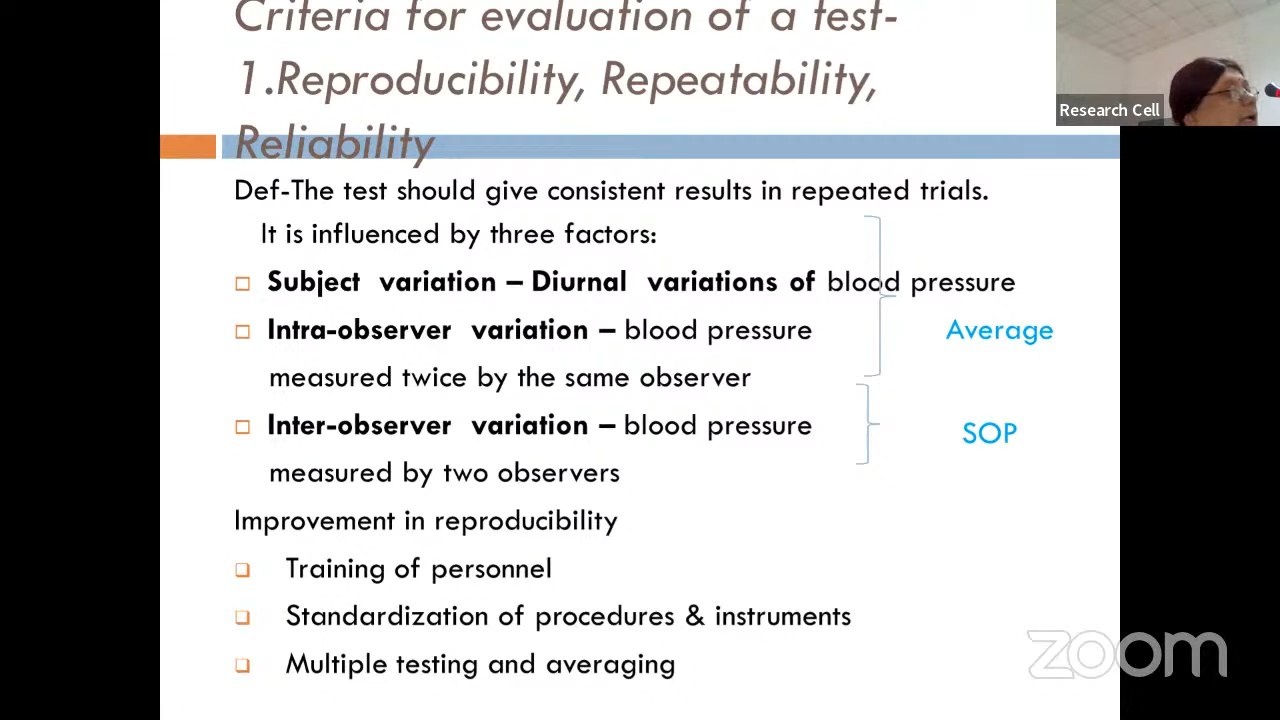 Criteria for evaluation of a test-
1.Reproducibility, Repeatability,
Reliability
Research Cell
Def-The test should give consistent results in repeated trials.
It is influenced by three factors:
Subject variation – Diurnal variations of blood pressure
Intra-observer variation – blood pressure
measured twice by the same observer
Average
Inter-observer variation – blood pressure
measured by two observers
SOP
Improvement in reproducibility
Training of personnel
Standardization of procedures & instruments
Multiple testing and averaging
zoom